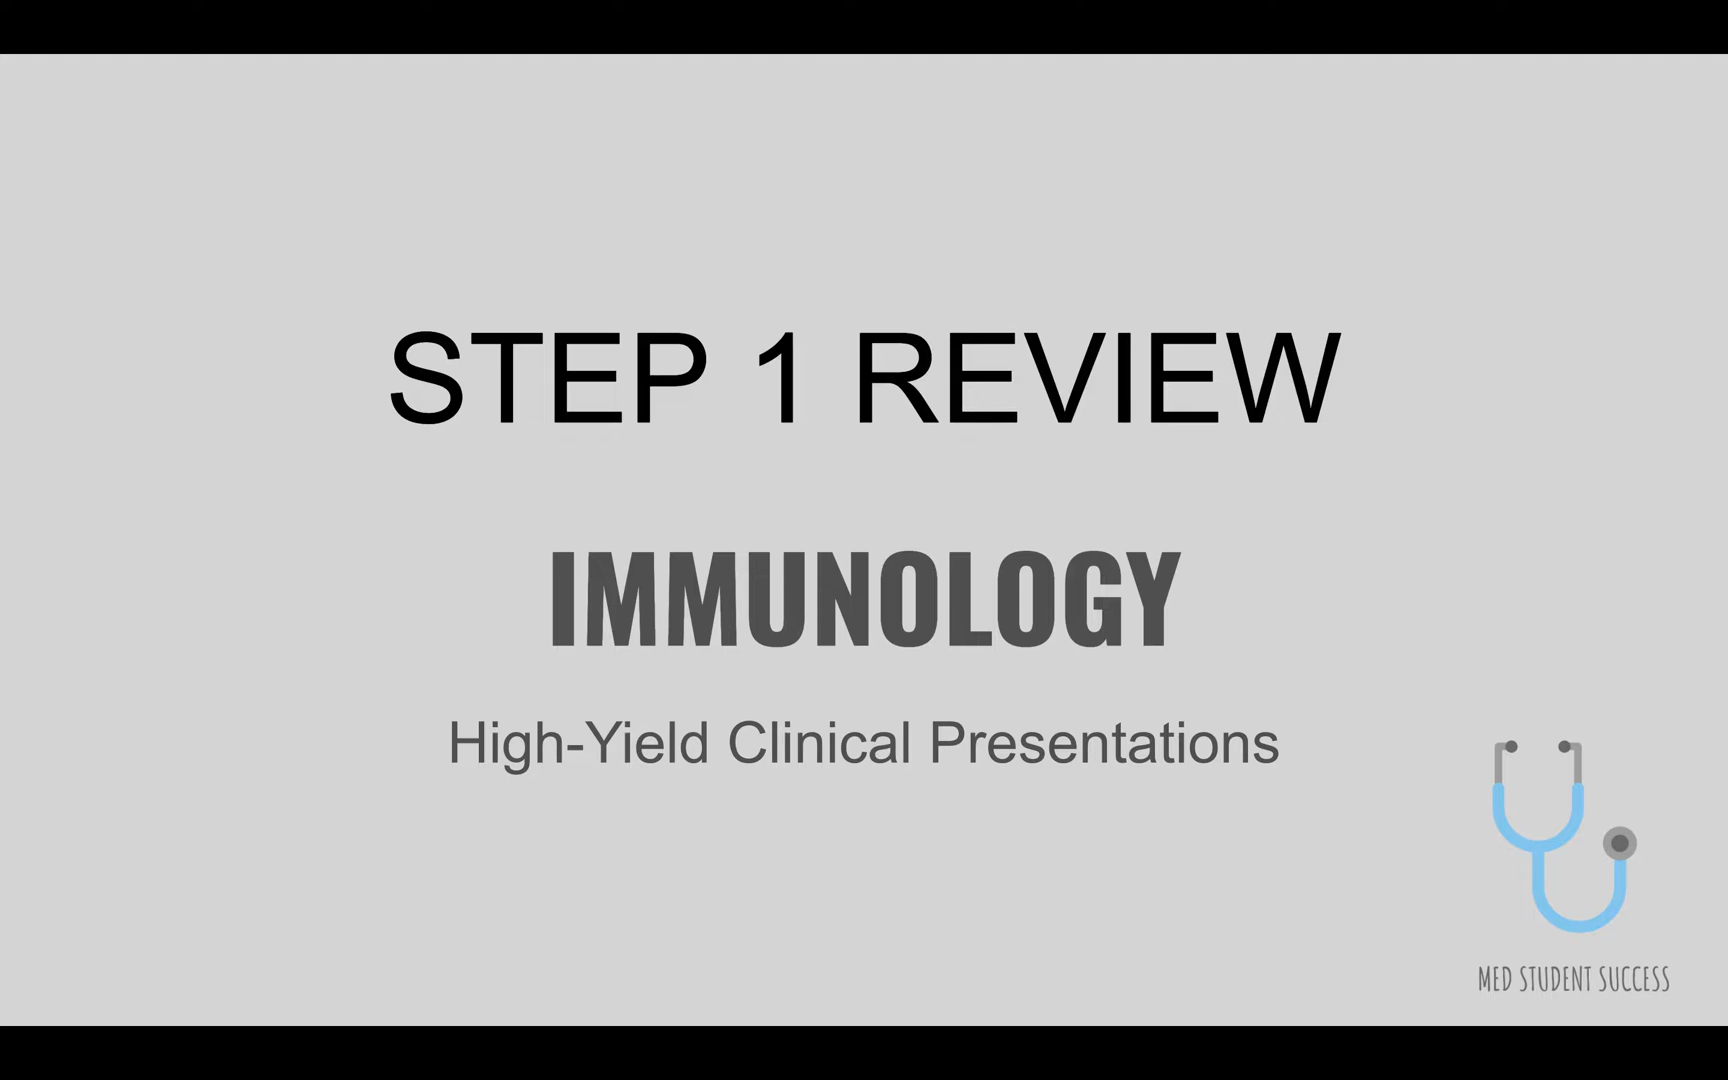 STEP 1 REVIEW
IMMUNOLOGY
High-Yield Clinical Presentations
MED STUDENT SUCCESS